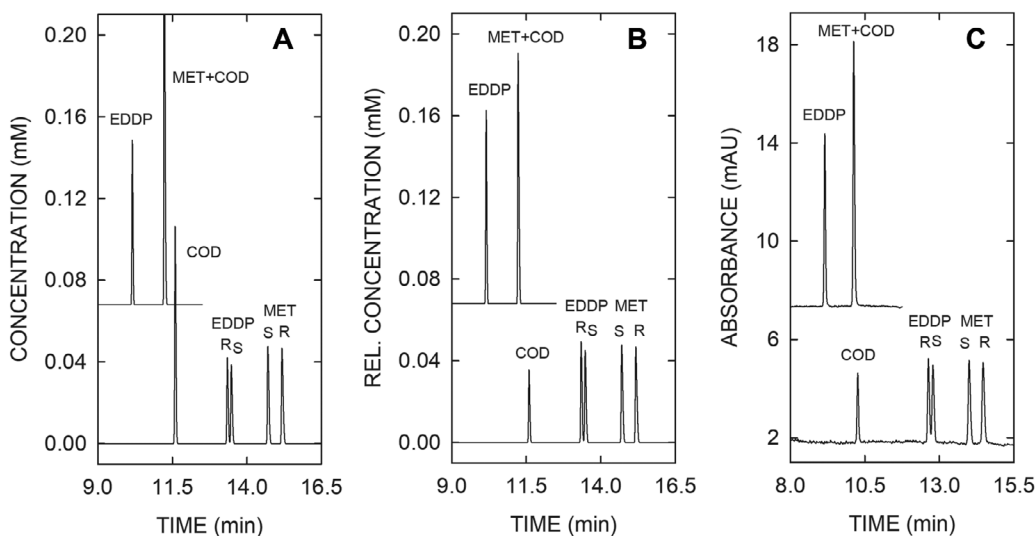 A
0.20
0.16
0.12
0.08
0.04
0.00
CONCENTRATION (mM)
MET+COD
EDDP
COD
EDDP
R S
MET
S R
9.0 11.5 14.0 16.5
TIME (min)
B
0.20
0.16
0.12
0.08
0.04
0.00
REL. CONCENTRATION (mM)
MET+COD
EDDP
COD
EDDP
R S
MET
S R
9.0 11.5 14.0 16.5
TIME (min)
C
18
14
10
6
2
ABSORBANCE (mAU)
MET+COD
EDDP
COD
EDDP
R S
MET
S R
8.0 10.5 13.0 15.5
TIME (min)